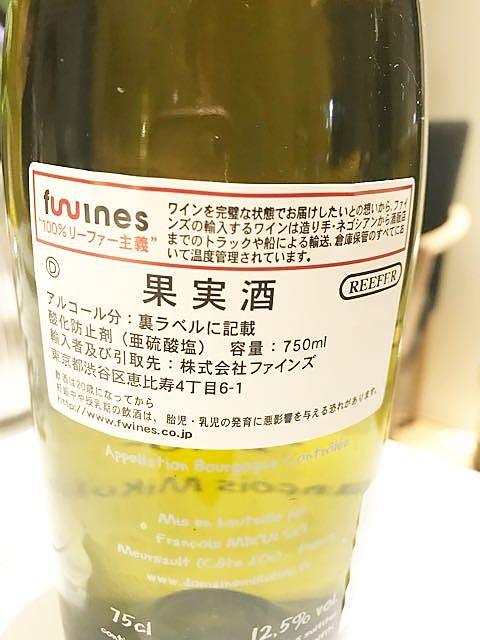 fwines
"100%リーファー主義"
ワインを完璧な状態でお届けしたいとの想いから、ファイ
ンズの輸入するワインは造り手・ネゴシアンから酒販店
までのトラックや船による輸送、倉庫保管のすべてにお
いて温度管理されています。
D
果実酒
REEFER
アルコール分：裏ラベルに記載
酸化防止剤（亜硫酸塩） 容量：750ml
輸入者及び引取先：株式会社ファインズ
東京都渋谷区恵比寿4丁目6-1
飲酒は20歳になってから
妊娠中や授乳期の飲酒は、胎児・乳児の発育に悪影響を与える恐れがあります。
http://www.fwines.co.jp
Appellation Bourgogne Contrôlée
Mis en bouteille par
François MIKULSKI
Meursault (Côte d'Or), France
75cl
12,5% vol.